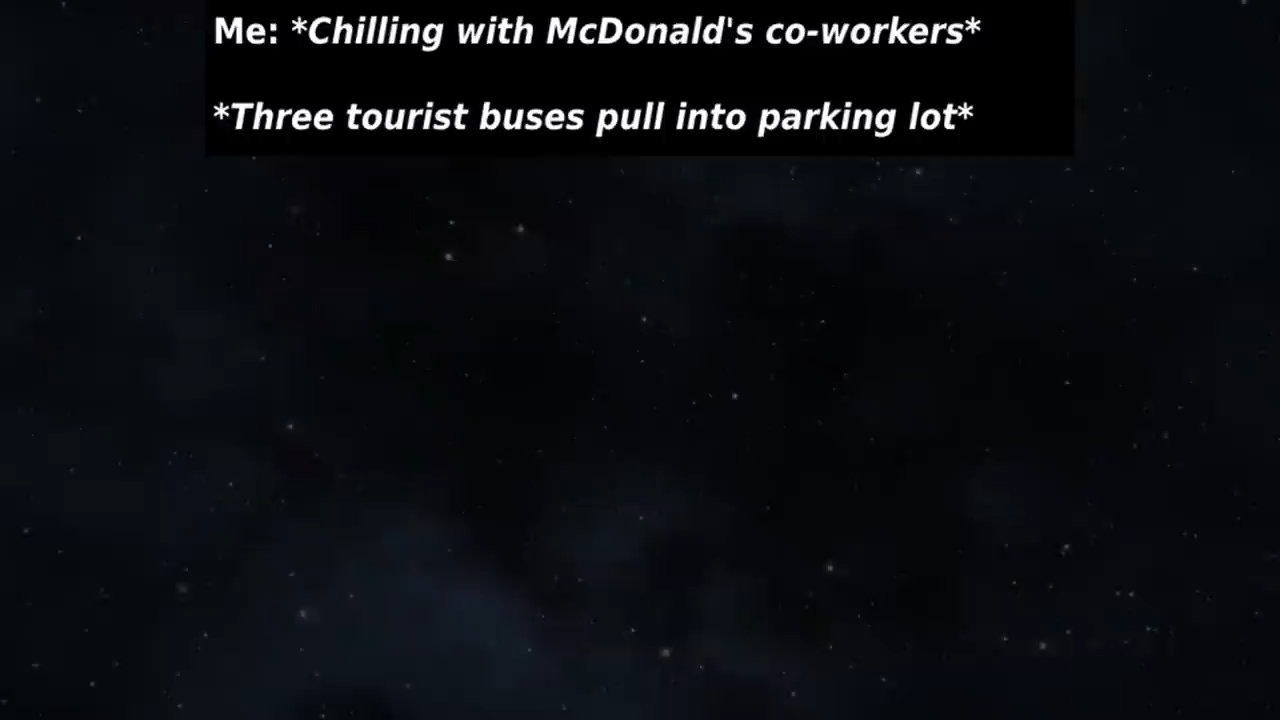 Me: *Chilling with McDonald's co-workers*
*Three tourist buses pull into parking lot*